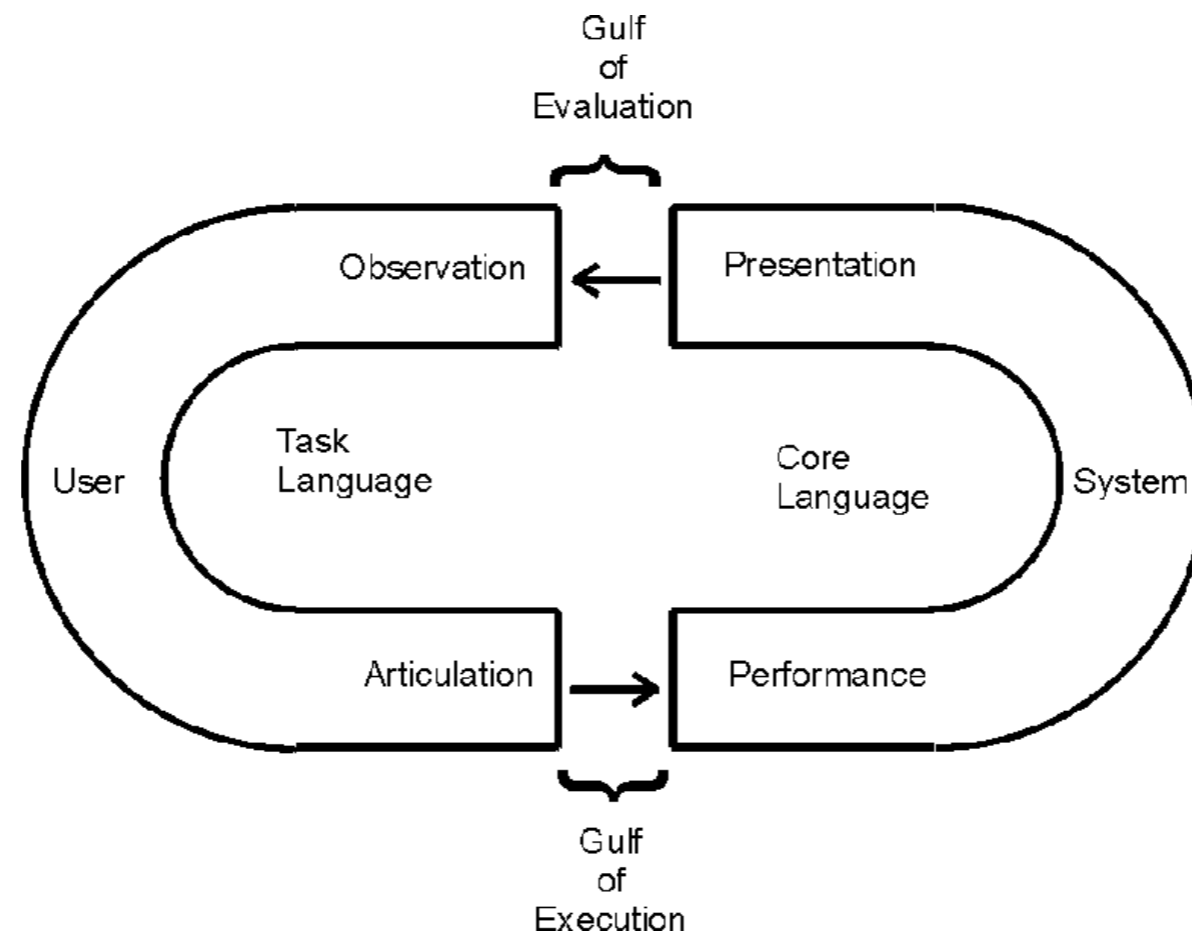 Gulf
of
Evaluation
Observation
Presentation
User
Task
Language
Core
Language
System
Articulation
Performance
Gulf
of
Execution